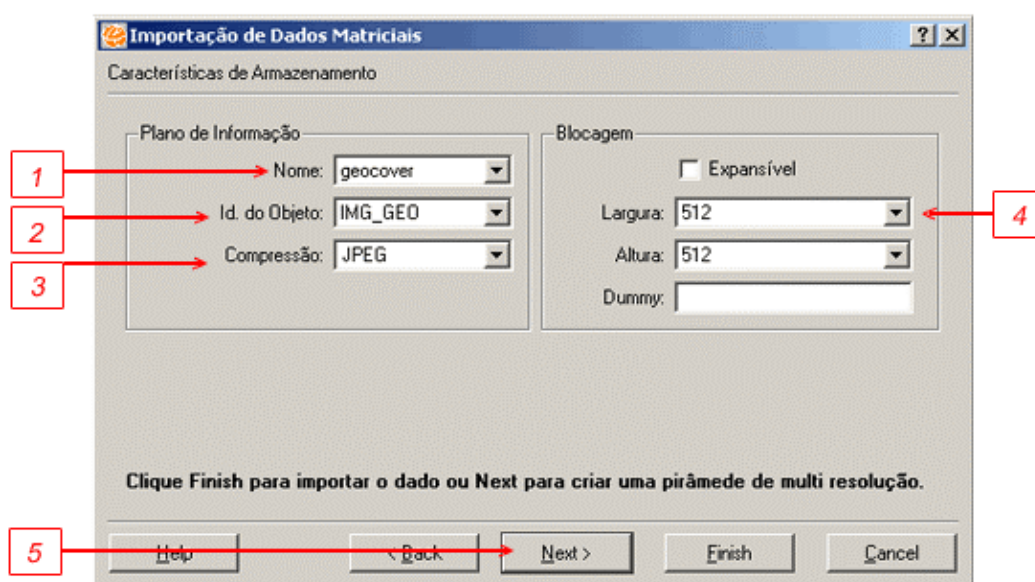 Importação de Dados Matriciais
Características de Armazenamento
Plano de Informação
1
Nome: geocover
2
Id. do Objeto: IMG_GEO
3
Compressão: JPEG
Blocagem
Expansível
Largura: 512
4
Altura: 512
Dummy:
Clique Finish para importar o dado ou Next para criar uma pirâmede de multi resolução.
5
Help
< Back
Next >
Finish
Cancel